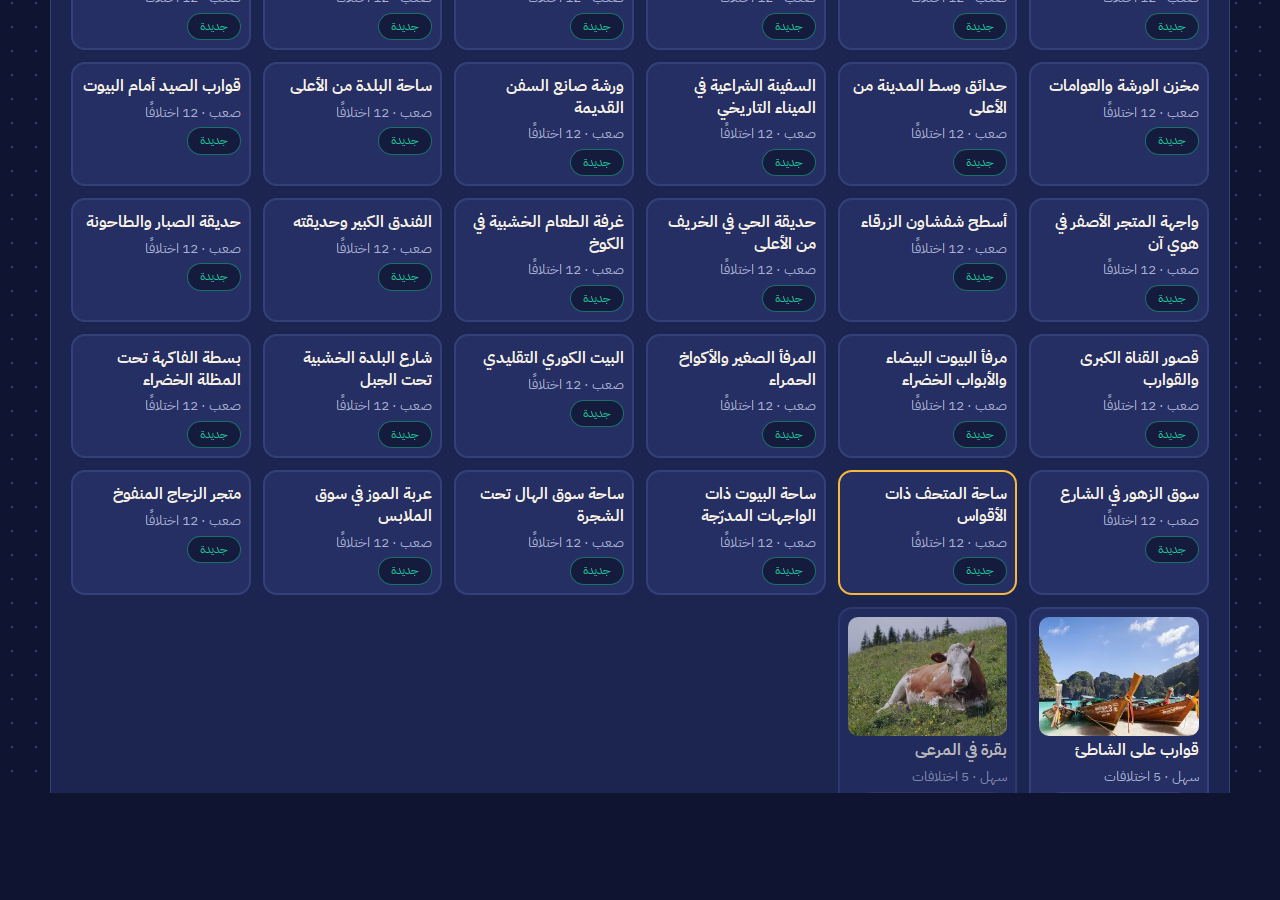 جديدة
جديدة
جديدة
جديدة
جديدة
جديدة
مخزن الورشة والعوامات
صعب · 12 اختلافًا
جديدة
حدائق وسط المدينة من
الأعلى
صعب · 12 اختلافًا
جديدة
السفينة الشراعية في
الميناء التاريخي
صعب · 12 اختلافًا
جديدة
ورشة صانع السفن
القديمة
صعب · 12 اختلافًا
جديدة
ساحة البلدة من الأعلى
صعب · 12 اختلافًا
جديدة
قوارب الصيد أمام البيوت
صعب · 12 اختلافًا
جديدة
واجهة المتجر الأصفر في
هوي آن
صعب · 12 اختلافًا
جديدة
أسطح شفشاون الزرقاء
صعب · 12 اختلافًا
جديدة
حديقة الحي في الخريف
من الأعلى
صعب · 12 اختلافًا
جديدة
غرفة الطعام الخشبية في
الكوخ
صعب · 12 اختلافًا
جديدة
الفندق الكبير وحديقته
صعب · 12 اختلافًا
جديدة
حديقة الصبار والطاحونة
صعب · 12 اختلافًا
جديدة
قصور القناة الكبرى
والقوارب
صعب · 12 اختلافًا
جديدة
مرفأ البيوت البيضاء
والأبواب الخضراء
صعب · 12 اختلافًا
جديدة
المرفأ الصغير والأكواخ
الحمراء
صعب · 12 اختلافًا
جديدة
البيت الكوري التقليدي
صعب · 12 اختلافًا
جديدة
شارع البلدة الخشبية
تحت الجبل
صعب · 12 اختلافًا
جديدة
بسطة الفاكهة تحت
المظلة الخضراء
صعب · 12 اختلافًا
جديدة
سوق الزهور في الشارع
صعب · 12 اختلافًا
جديدة
ساحة المتحف ذات
الأقواس
صعب · 12 اختلافًا
جديدة
ساحة البيوت ذات
الواجهات المدرّجة
صعب · 12 اختلافًا
جديدة
ساحة سوق الهال تحت
الشجرة
صعب · 12 اختلافًا
جديدة
عربة الموز في سوق
الملابس
صعب · 12 اختلافًا
جديدة
متجر الزجاج المنفوخ
صعب · 12 اختلافًا
جديدة
قوارب على الشاطئ
سهل · 5 اختلافات
بقرة في المرعى
سهل · 5 اختلافات